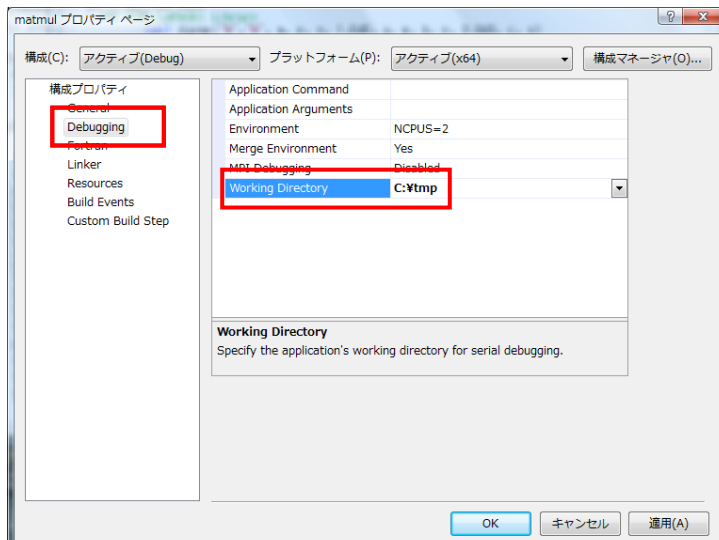 matmul プロパティ ページ
構成(C): アクティブ(Debug) プラットフォーム(P): アクティブ(x64) 構成マネージャ(O)...
構成プロパティ
General
Debugging
Fortran
Linker
Resources
Build Events
Custom Build Step
Application Command
Application Arguments
Environment NCPUS=2
Merge Environment Yes
MPI Debugging Disabled
Working Directory C:¥tmp
Working Directory
Specify the application's working directory for serial debugging.
OK キャンセル 適用(A)